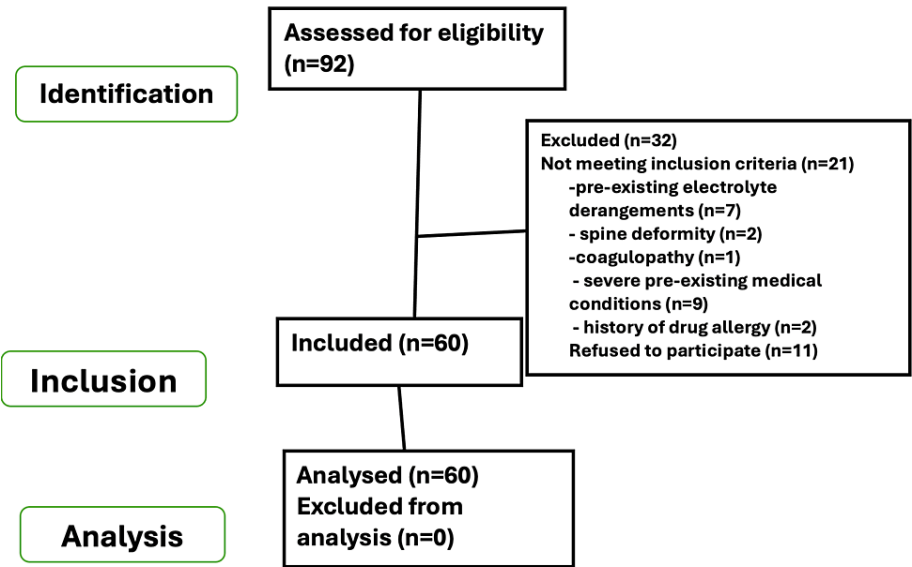 Assessed for eligibility
(n=92)
Identification
Excluded (n=32)
Not meeting inclusion criteria (n=21)
-pre-existing electrolyte
derangements (n=7)
- spine deformity (n=2)
-coagulopathy (n=1)
- severe pre-existing medical
conditions (n=9)
- history of drug allergy (n=2)
Refused to participate (n=11)
Included (n=60)
Inclusion
Analysed (n=60)
Excluded from
analysis (n=0)
Analysis